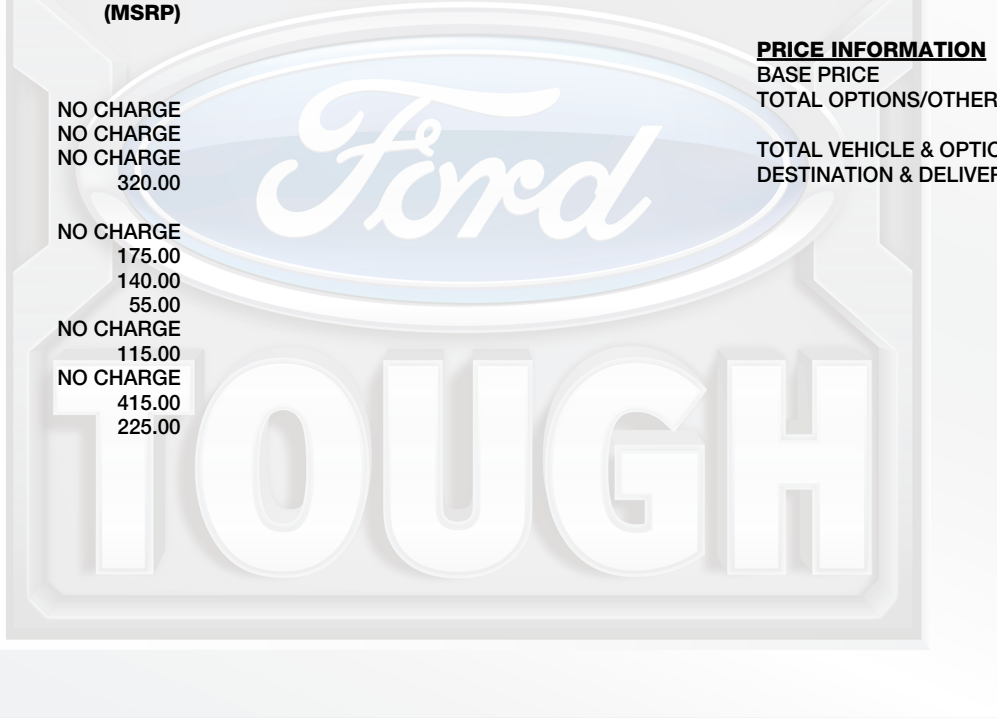 (MSRP)
NO CHARGE
NO CHARGE
NO CHARGE
320.00
NO CHARGE
175.00
140.00
55.00
NO CHARGE
115.00
NO CHARGE
415.00
225.00
PRICE INFORMATION
BASE PRICE
TOTAL OPTIONS/OTHER
TOTAL VEHICLE & OPTIO
DESTINATION & DELIVER
Ford
TOUGH